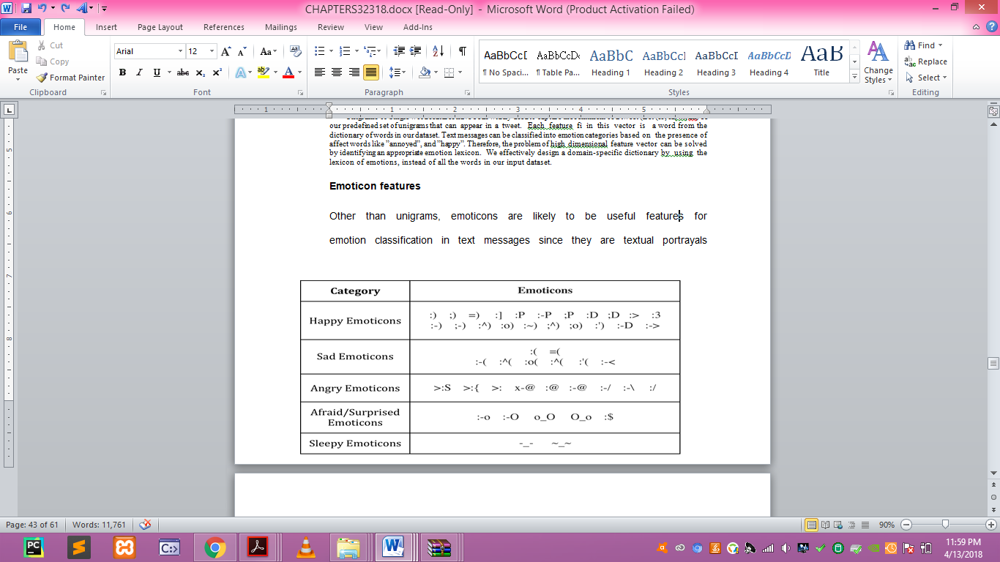 CHAPTERS32318.docx [Read-Only] - Microsoft Word (Product Activation Failed)
File Home Insert Page Layout References Mailings Review View Add-Ins
Paste
Cut
Copy
Format Painter
Clipboard
Arial 12
Font
Paragraph
AaBbCcI AaBbCcDc AaBbC AaBbCcI AaBbCcI AaBbCcD AaB
¶ No Spaci... ¶ Table Pa... Heading 1 Heading 2 Heading 3 Heading 4 Title
Change
Styles
Styles
Find
Replace
Select
Editing
our predefined set of unigrams that can appear in a tweet. Each feature fi in this vector is a word from the
dictionary of words in our dataset. Text messages can be classified into emotion categories based on the presence of
affect words like "annoyed", and "happy". Therefore, the problem of high dimensional feature vector can be solved
by identifying an appropriate emotion lexicon. We effectively design a domain-specific dictionary by using the
lexicon of emotions, instead of all the words in our input dataset.
Emoticon features
Other than unigrams, emoticons are likely to be useful features for
emotion classification in text messages since they are textual portrayals
Category Emoticons
Happy Emoticons
:) ;) =) :] :P :-P ;P :D ;D :> :3
:-) ;-) :^) :o) :~) ;^) ;o) :') :-D :->
Sad Emoticons
:( =(
:-( :^( :o( :^( :'( :-<
Angry Emoticons >:S >:{ >: x-@ :@ :-@ :-/ :-\ :/
Afraid/Surprised
Emoticons
:-o :-O o_O O_o :$
Sleepy Emoticons -_- ~_~
Page: 43 of 61 Words: 11,761 90%
11:59 PM
4/13/2018